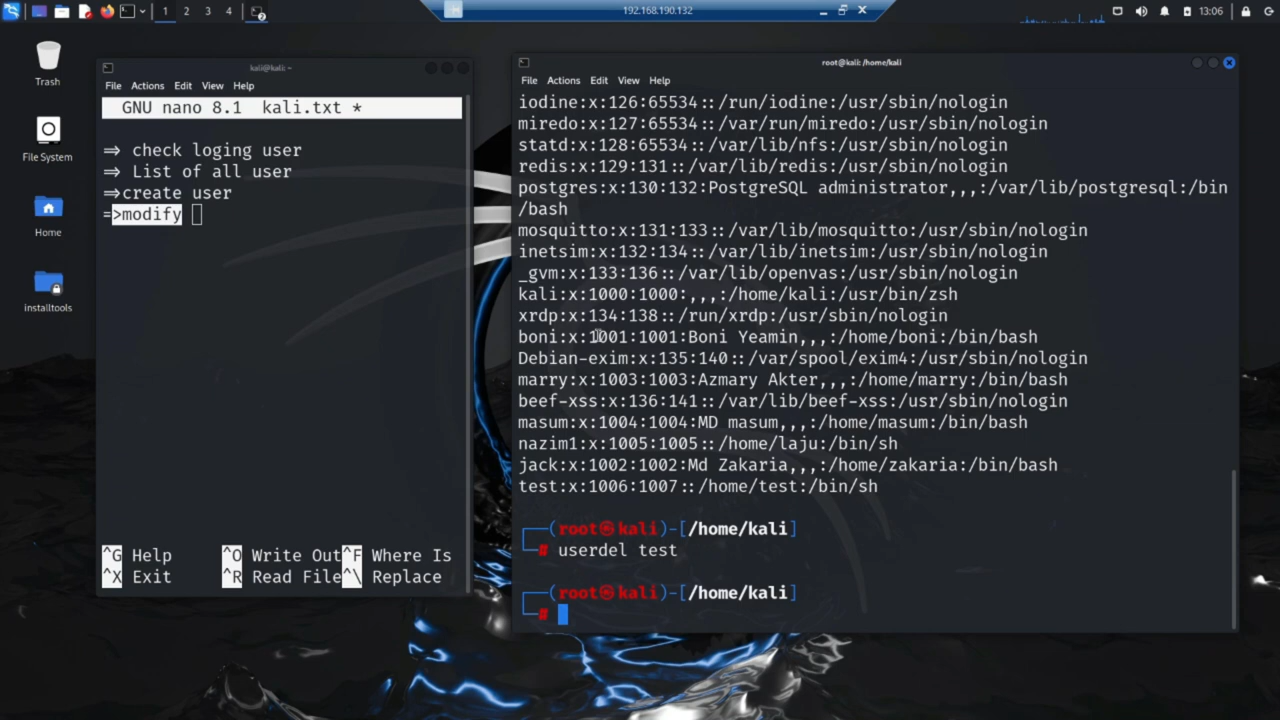 1 2 3 4
2
192.168.190.132
13:06
Trash
File System
Home
installtools
kali@kali: ~
File Actions Edit View Help
GNU nano 8.1 kali.txt *
⇒ check loging user
⇒ List of all user
⇒create user
=>modify
^G Help ^O Write Out ^F Where Is
^X Exit ^R Read File ^\ Replace
root@kali: /home/kali
File Actions Edit View Help
iodine:x:126:65534::/run/iodine:/usr/sbin/nologin
miredo:x:127:65534::/var/run/miredo:/usr/sbin/nologin
statd:x:128:65534::/var/lib/nfs:/usr/sbin/nologin
redis:x:129:131::/var/lib/redis:/usr/sbin/nologin
postgres:x:130:132:PostgreSQL administrator,,,:/var/lib/postgresql:/bin
/bash
mosquitto:x:131:133::/var/lib/mosquitto:/usr/sbin/nologin
inetsim:x:132:134::/var/lib/inetsim:/usr/sbin/nologin
_gvm:x:133:136::/var/lib/openvas:/usr/sbin/nologin
kali:x:1000:1000:,,,:/home/kali:/usr/bin/zsh
xrdp:x:134:138::/run/xrdp:/usr/sbin/nologin
boni:x:1001:1001:Boni Yeamin,,,:/home/boni:/bin/bash
Debian-exim:x:135:140::/var/spool/exim4:/usr/sbin/nologin
marry:x:1003:1003:Azmary Akter,,,:/home/marry:/bin/bash
beef-xss:x:136:141::/var/lib/beef-xss:/usr/sbin/nologin
masum:x:1004:1004:MD masum,,,:/home/masum:/bin/bash
nazim1:x:1005:1005::/home/laju:/bin/sh
jack:x:1002:1002:Md Zakaria,,,:/home/zakaria:/bin/bash
test:x:1006:1007::/home/test:/bin/sh
┌──(root㉿kali)-[/home/kali]
└─# userdel test
┌──(root㉿kali)-[/home/kali]
└─#